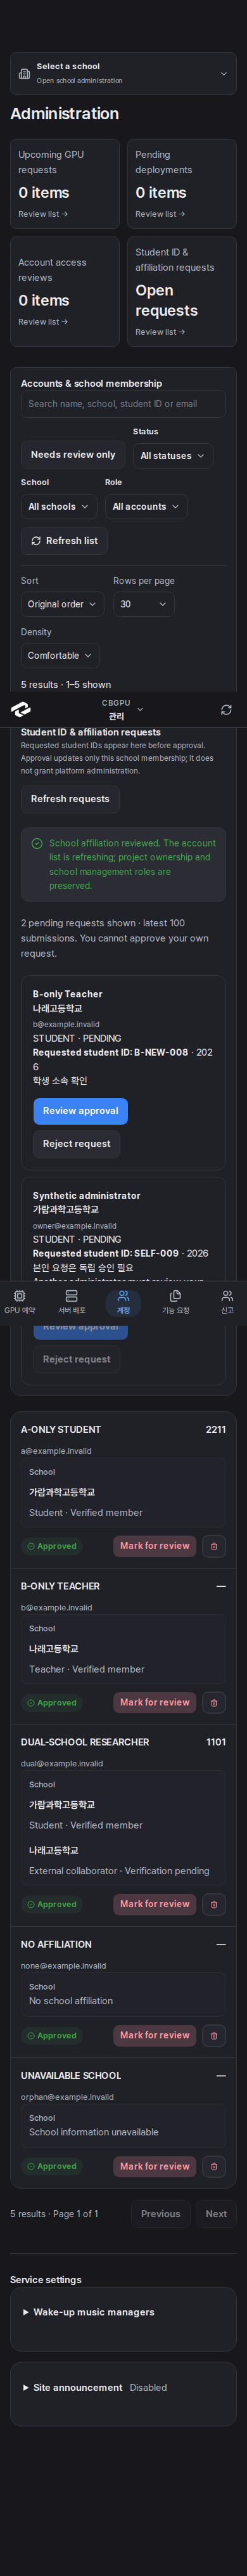 Select a school
Open school administration
Administration
Upcoming GPU
requests
0 items
Review list →
Pending
deployments
0 items
Review list →
Account access
reviews
0 items
Review list →
Student ID &
affiliation requests
Open
requests
Review list →
Accounts & school membership
Search name, school, student ID or email
Needs review only
Status
All statuses
School
All schools
Role
All accounts
Refresh list
Sort
Original order
Rows per page
30
Density
Comfortable
5 results · 1–5 shown
CBGPU
관리
Student ID & affiliation requests
Requested student IDs appear here before approval.
Approval updates only this school membership; it does
not grant platform administration.
Refresh requests
School affiliation reviewed. The account
list is refreshing; project ownership and
school management roles are
preserved.
2 pending requests shown · latest 100
submissions. You cannot approve your own
request.
B-only Teacher
나래고등학교
b@example.invalid
STUDENT · PENDING
Requested student ID: B-NEW-008 · 202
6
학생 소속 확인
Review approval
Reject request
Synthetic administrator
가람과학고등학교
owner@example.invalid
STUDENT · PENDING
Requested student ID: SELF-009 · 2026
본인 요청은 독립 승인 필요
GPU 예약
서버 배포
계정
기능 요청
신고
Review approval
Reject request
A-ONLY STUDENT
2211
a@example.invalid
School
가람과학고등학교
Student · Verified member
Approved
Mark for review
B-ONLY TEACHER
—
b@example.invalid
School
나래고등학교
Teacher · Verified member
Approved
Mark for review
DUAL-SCHOOL RESEARCHER
1101
dual@example.invalid
School
가람과학고등학교
Student · Verified member
나래고등학교
External collaborator · Verification pending
Approved
Mark for review
NO AFFILIATION
—
none@example.invalid
School
No school affiliation
Approved
Mark for review
UNAVAILABLE SCHOOL
—
orphan@example.invalid
School
School information unavailable
Approved
Mark for review
5 results · Page 1 of 1
Previous
Next
Service settings
▶ Wake-up music managers
▶ Site announcement Disabled